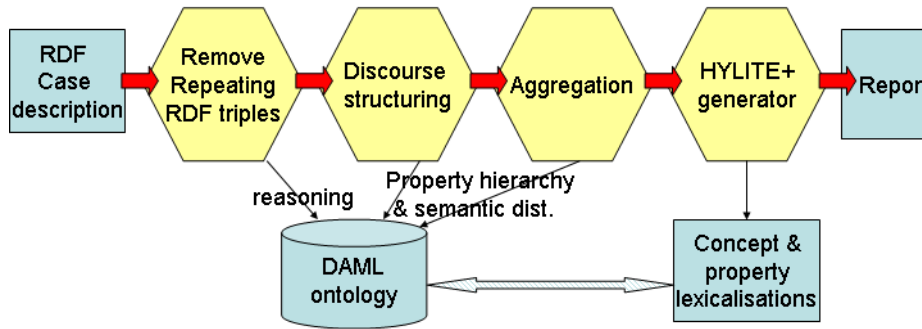 RDF
Case
description
Remove
Repeating
RDF triples
Discourse
structuring
Aggregation
HYLITE+
generator
Repor
reasoning
Property hierarchy
& semantic dist.
DAML
ontology
Concept &
property
lexicalisations